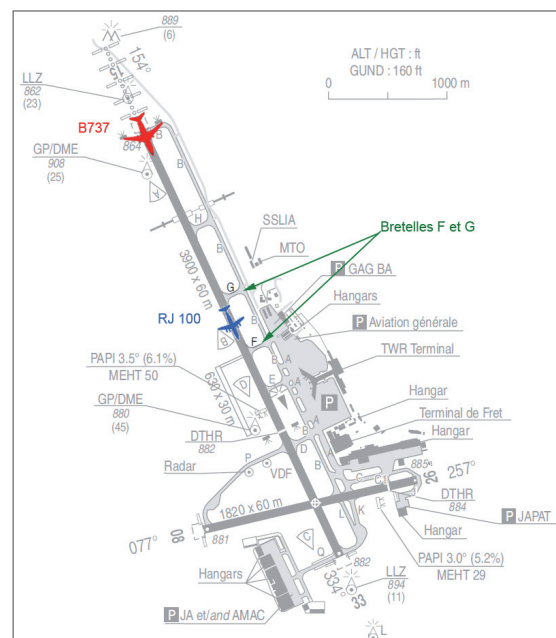 889
(6)
154°
15
LLZ
862
(23)
ALT / HGT : ft
GUND : 160 ft
0
1000 m
B737
864
B
GP/DME
908
(25)
B
A
H
B
SSLIA
MTO
Bretelles F et G
3900 x 60 m
G
P GAG BA
Hangars
RJ 100
B
B
F
P Aviation générale
A
TWR Terminal
PAPI 3.5° (6.1%)
MEHT 50
630 x 30 m
D
E
A
P
GP/DME
880
(45)
A
Hangar
DTHR
882
B
Terminal de Fret
D
B
Hangar
Radar
P
VDF
885
26
257°
C
C
DTHR
884
1820 x 60 m
L
K
P JAPAT
077°
08
881
C
Hangar
Q
882
PAPI 3.0° (5.2%)
MEHT 29
Hangars
334°
33
LLZ
894
(11)
P JA et/and AMAC
L